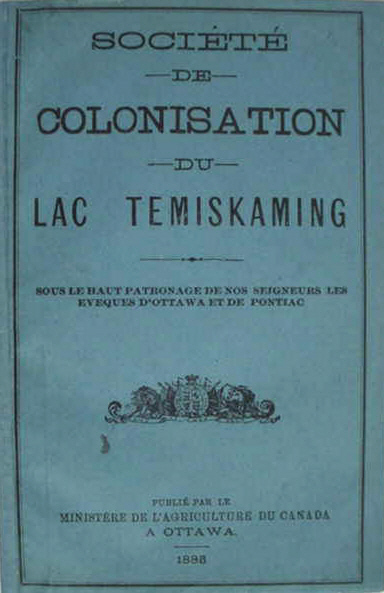 SOCIÉTÉ
—DE—
COLONISATION
—DU—
LAC TEMISKAMING
SOUS LE HAUT PATRONAGE DE NOS SEIGNEURS LES
EVEQUES D'OTTAWA ET DE PONTIAC
PUBLIÉ PAR LE
MINISTÈRE DE L'AGRICULTURE DU CANADA
A OTTAWA.